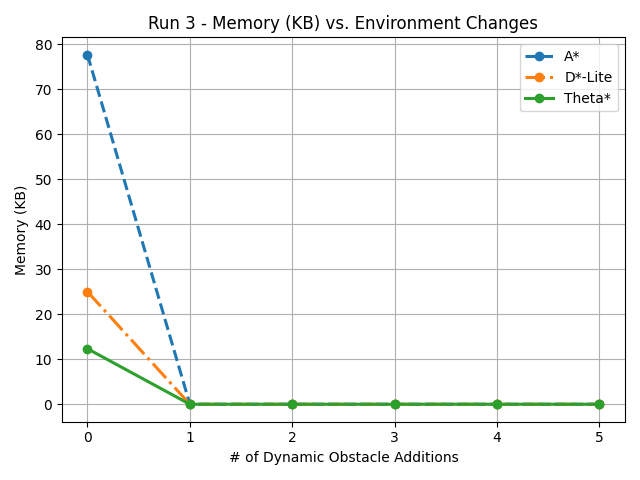 Run 3 - Memory (KB) vs. Environment Changes
A*
D*-Lite
Theta*
Memory (KB)
80
70
60
50
40
30
20
10
0
0 1 2 3 4 5
# of Dynamic Obstacle Additions